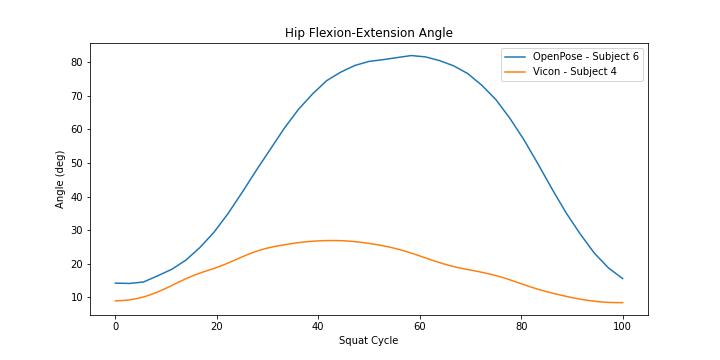 Hip Flexion-Extension Angle
OpenPose - Subject 6
Vicon - Subject 4
80
70
60
50
40
30
20
10
Angle (deg)
0 20 40 60 80 100
Squat Cycle